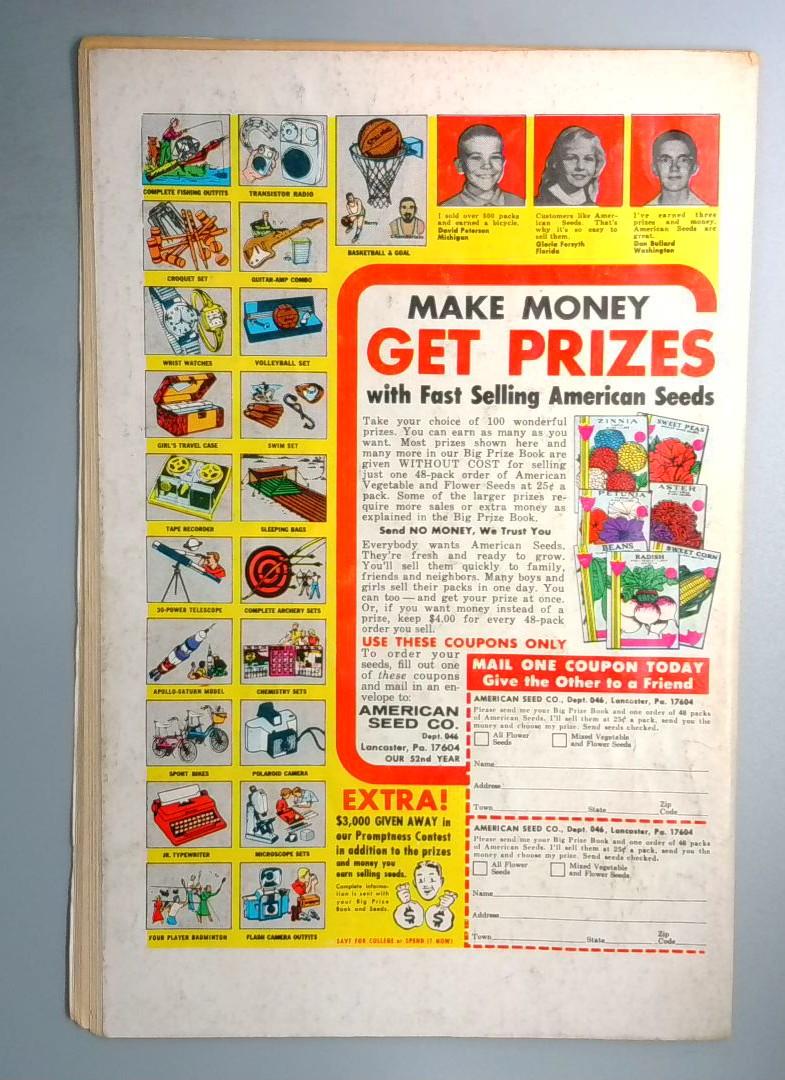 COMPLETE FISHING OUTFITS
TRANSISTOR RADIO
CROQUET SET
GUITAR-AMP COMBO
WRIST WATCHES
VOLLEYBALL SET
GIRL'S TRAVEL CASE
SWIM SET
TAPE RECORDER
SLEEPING BAGS
30-POWER TELESCOPE
COMPLETE ARCHERY SETS
APOLLO-SATURN MODEL
CHEMISTRY SETS
SPORT BIKES
POLAROID CAMERA
JR. TYPEWRITER
MICROSCOPE SETS
FOUR PLAYER BADMINTON
FLASH CAMERA OUTFITS
BASKETBALL & GOAL
I sold over 500 packs
and earned a bicycle.
David Peterson
Michigan
Customers like Amer-
ican Seeds. That's
why it's so easy to
sell them.
Gloria Forsyth
Florida
I've earned three
prizes and money.
American Seeds are
great.
Dan Bullard
Washington
MAKE MONEY
GET PRIZES
with Fast Selling American Seeds
Take your choice of 100 wonderful
prizes. You can earn as many as you
want. Most prizes shown here and
many more in our Big Prize Book are
given WITHOUT COST for selling
just one 48-pack order of American
Vegetable and Flower Seeds at 25¢ a
pack. Some of the larger prizes re-
quire more sales or extra money as
explained in the Big Prize Book.
Send NO MONEY, We Trust You
Everybody wants American Seeds.
They're fresh and ready to grow.
You'll sell them quickly to family,
friends and neighbors. Many boys and
girls sell their packs in one day. You
can too — and get your prize at once.
Or, if you want money instead of a
prize, keep $4.00 for every 48-pack
order you sell.
ZINNIA
SWEET PEAS
PETUNIA
ASTER
BEANS
RADISH
SWEET CORN
USE THESE COUPONS ONLY
To order your
seeds, fill out one
of these coupons
and mail in an en-
velope to:
AMERICAN
SEED CO.
Dept. 046
Lancaster, Pa. 17604
OUR 52nd YEAR
MAIL ONE COUPON TODAY
Give the Other to a Friend
AMERICAN SEED CO., Dept. 046, Lancaster, Pa. 17604
Please send me your Big Prize Book and one order of 48 packs
of American Seeds. I'll sell them at 25¢ a pack, send you the
money and choose my prize. Send seeds checked.
All Flower Seeds
Mixed Vegetable and Flower Seeds
Name
Address
Town State Zip Code
AMERICAN SEED CO., Dept. 046, Lancaster, Pa. 17604
Please send me your Big Prize Book and one order of 48 packs
of American Seeds. I'll sell them at 25¢ a pack, send you the
money and choose my prize. Send seeds checked.
All Flower Seeds
Mixed Vegetable and Flower Seeds
Name
Address
Town State Zip Code
EXTRA!
$3,000 GIVEN AWAY in
our Promptness Contest
in addition to the prizes
and money you
earn selling seeds.
Complete informa-
tion is sent with
your Big Prize
Book and Seeds.
$ $
SAVE FOR COLLEGE or SPEND IT NOW!